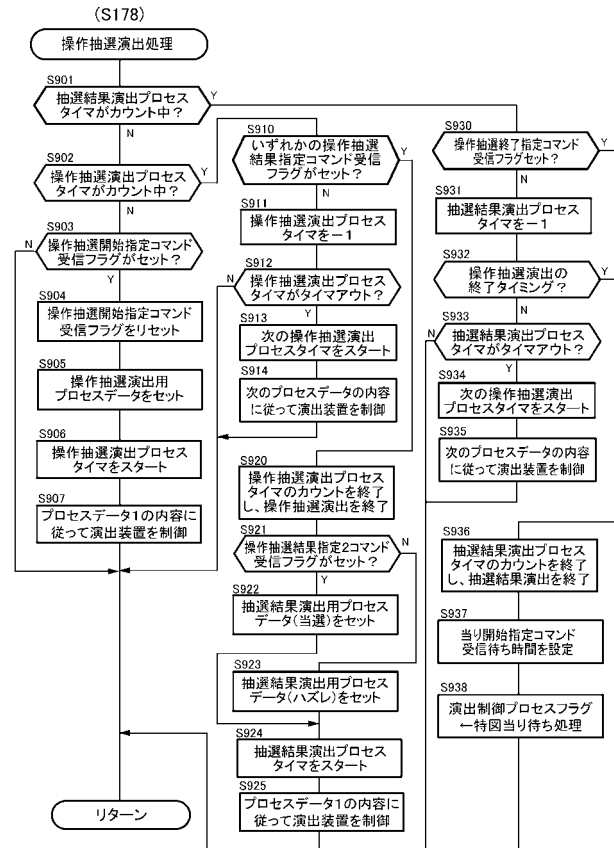 (S178)
操作抽選演出処理
S901
抽選結果演出プロセス
タイマがカウント中?
Y
N
S902
操作抽選演出プロセス
タイマがカウント中?
Y
N
S903
操作抽選開始指定コマンド
受信フラグがセット?
N
Y
S904
操作抽選開始指定コマンド
受信フラグをリセット
S905
操作抽選演出用
プロセスデータをセット
S906
操作抽選演出プロセス
タイマをスタート
S907
プロセスデータ1の内容に
従って演出装置を制御
リターン
S910
いずれかの操作抽選
結果指定コマンド受信
フラグがセット?
Y
N
S911
操作抽選演出プロセス
タイマを-1
S912
操作抽選演出プロセス
タイマがタイマアウト?
N
Y
S913
次の操作抽選演出
プロセスタイマをスタート
S914
次のプロセスデータの内容
に従って演出装置を制御
S920
操作抽選演出プロセス
タイマのカウントを終了
し、操作抽選演出を終了
S921
操作抽選結果指定2コマンド
受信フラグがセット?
N
Y
S922
抽選結果演出用プロセス
データ(当選)をセット
S923
抽選結果演出用プロセス
データ(ハズレ)をセット
S924
抽選結果演出プロセス
タイマをスタート
S925
プロセスデータ1の内容に
従って演出装置を制御
S930
操作抽選終了指定コマンド
受信フラグセット?
Y
N
S931
抽選結果演出プロセス
タイマを-1
S932
操作抽選演出の
終了タイミング?
Y
N
S933
抽選結果演出プロセス
タイマがタイマアウト?
N
Y
S934
次の操作抽選演出
プロセスタイマをスタート
S935
次のプロセスデータの内容
に従って演出装置を制御
S936
抽選結果演出プロセス
タイマのカウントを終了
し、抽選結果演出を終了
S937
当り開始指定コマンド
受信待ち時間を設定
S938
演出制御プロセスフラグ
←特図当り待ち処理